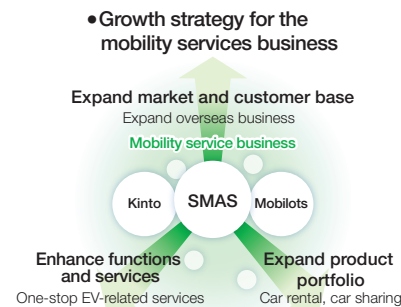 ●Growth strategy for the
mobility services business
Expand market and customer base
Expand overseas business
Mobility service business
Kinto
SMAS
Mobilots
Enhance functions
and services
One-stop EV-related services
Expand product
portfolio
Car rental, car sharing